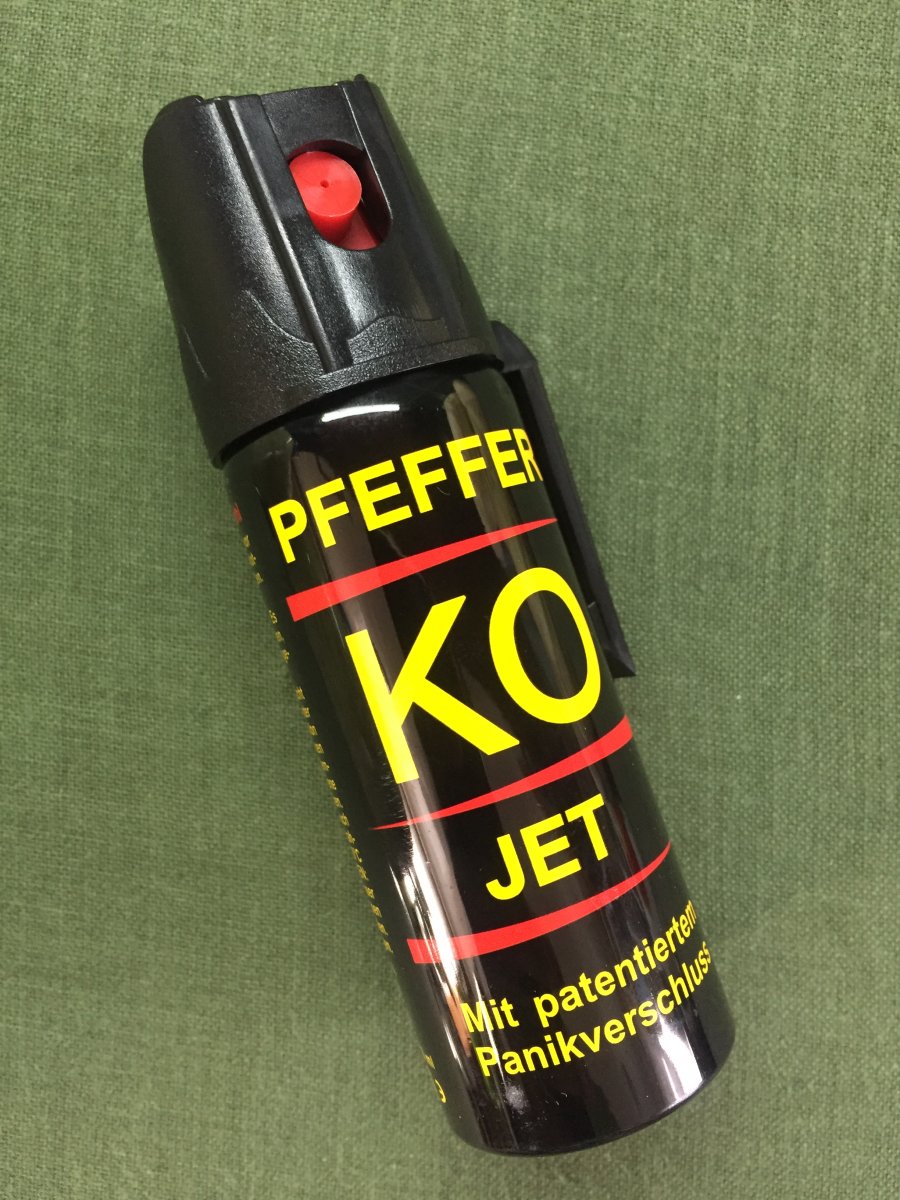 PFEFFER
KO
JET
Mit patentiertem
Panikverschluss